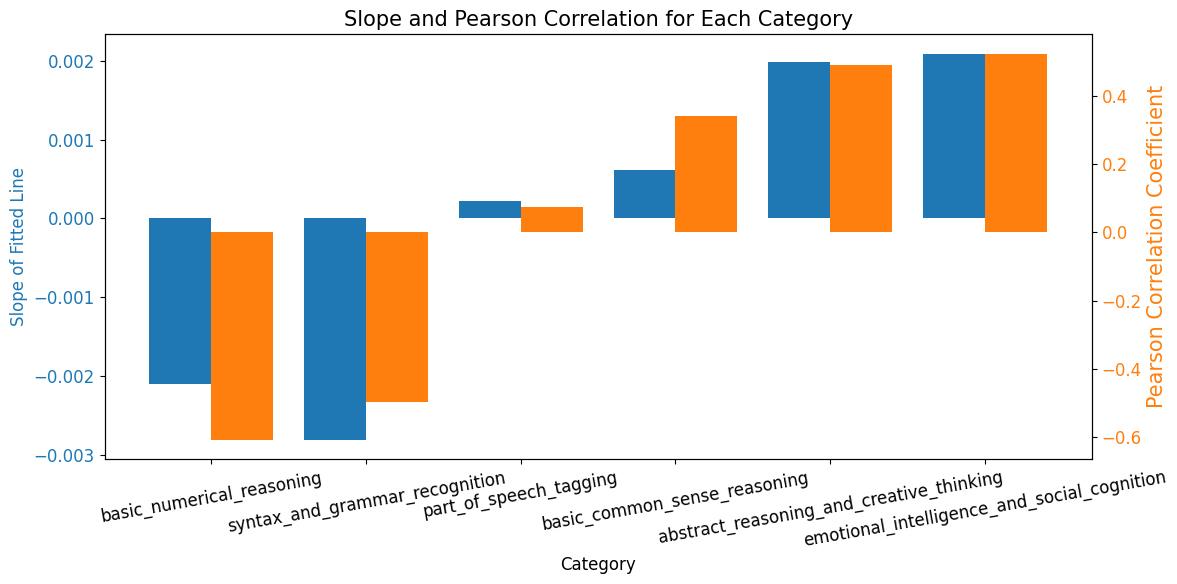 Slope and Pearson Correlation for Each Category
Slope of Fitted Line
0.002
0.001
0.000
−0.001
−0.002
−0.003
0.4
0.2
0.0
−0.2
−0.4
−0.6
Pearson Correlation Coefficient
basic_numerical_reasoning
syntax_and_grammar_recognition
part_of_speech_tagging
basic_common_sense_reasoning
abstract_reasoning_and_creative_thinking
emotional_intelligence_and_social_cognition
Category